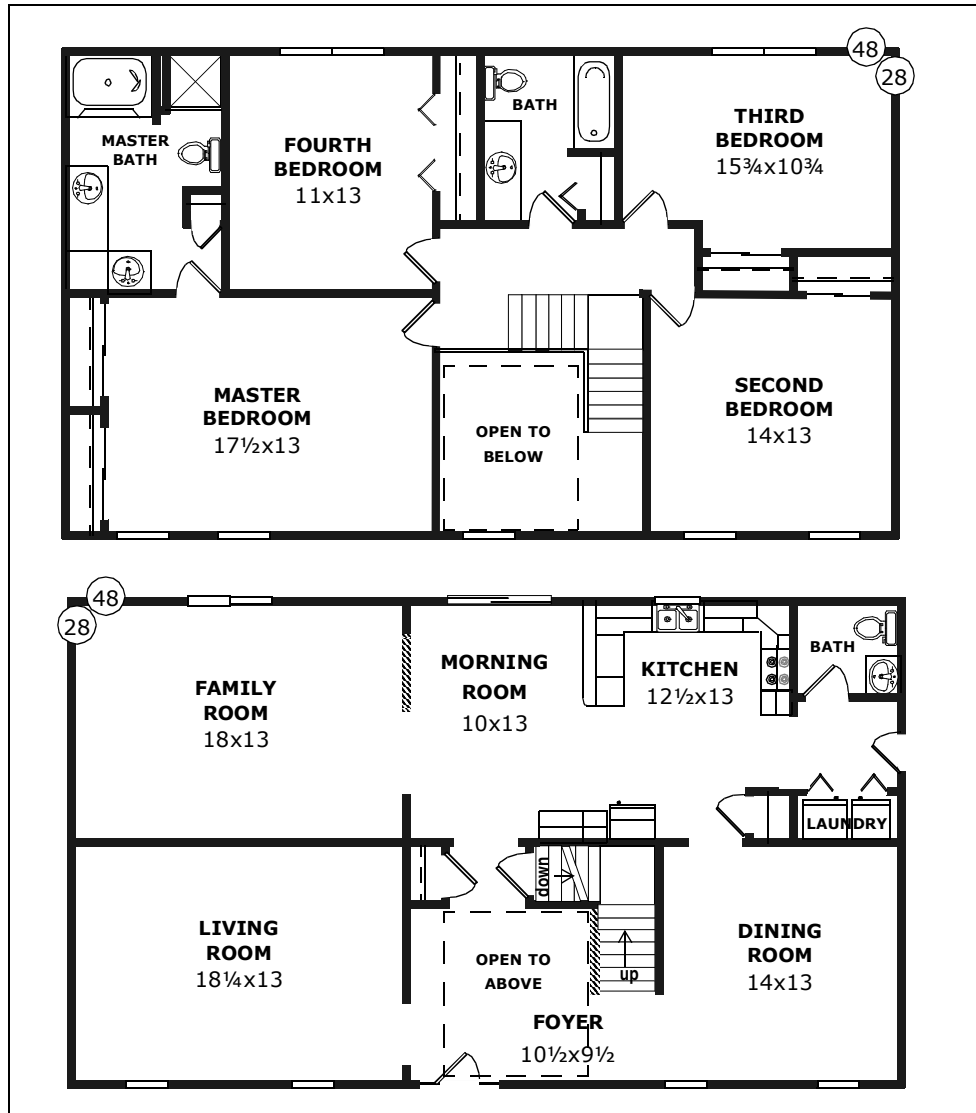 48
28
MASTER
BATH
FOURTH
BEDROOM
11x13
BATH
THIRD
BEDROOM
15¾x10¾
MASTER
BEDROOM
17½x13
OPEN TO
BELOW
SECOND
BEDROOM
14x13
48
28
FAMILY
ROOM
18x13
MORNING
ROOM
10x13
KITCHEN
12½x13
BATH
LAUNDRY
LIVING
ROOM
18¼x13
down
OPEN TO
ABOVE
up
FOYER
10½x9½
DINING
ROOM
14x13